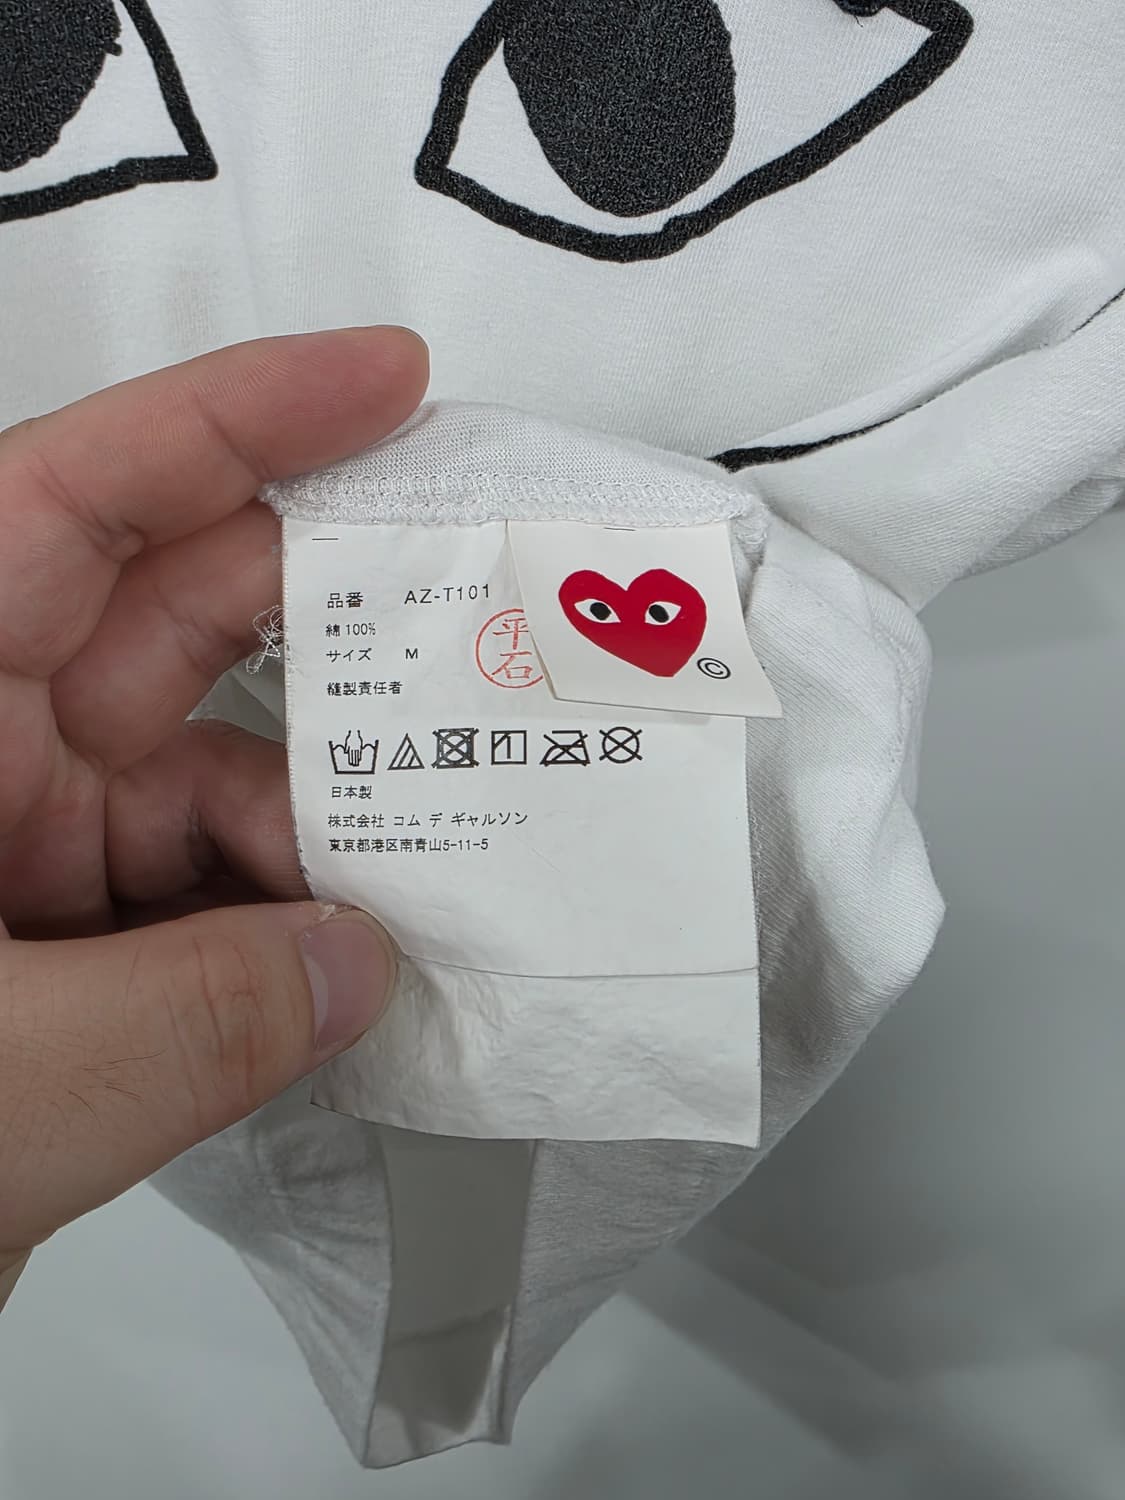 品番 AZ-T101
綿 100%
サイズ M
平石
縫製責任者
日本製
株式会社 コム デ ギャルソン
東京都港区南青山5-11-5
©